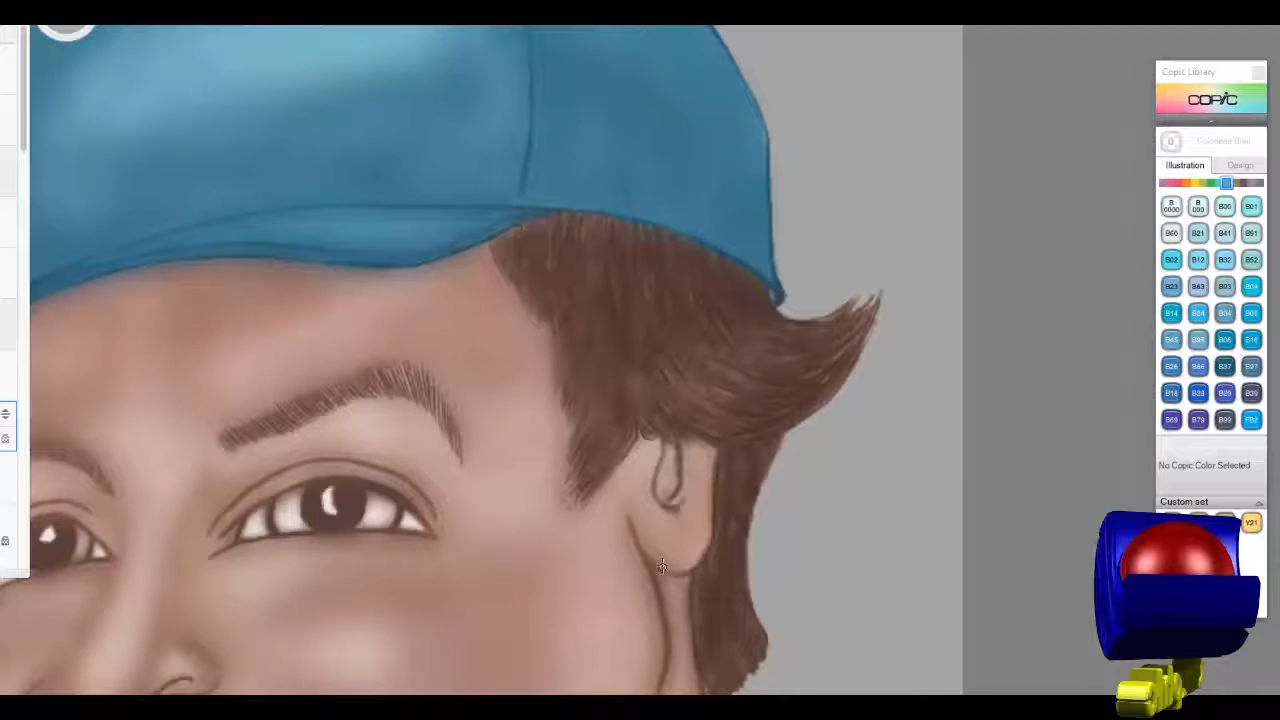 Copic Library
COPIC
B
Illustration Design
B0000 B000 B00 B01
B60 B21 B41 B91
B02 B12 B32 B52
B23 B63 B93 B04
B14 B24 B34 B05
B45 B95 B06 B16
B26 B66 B37 B97
B18 B28 B29 B39
B69 B79 B99 FB2
No Copic Color Selected
Custom set
Y21